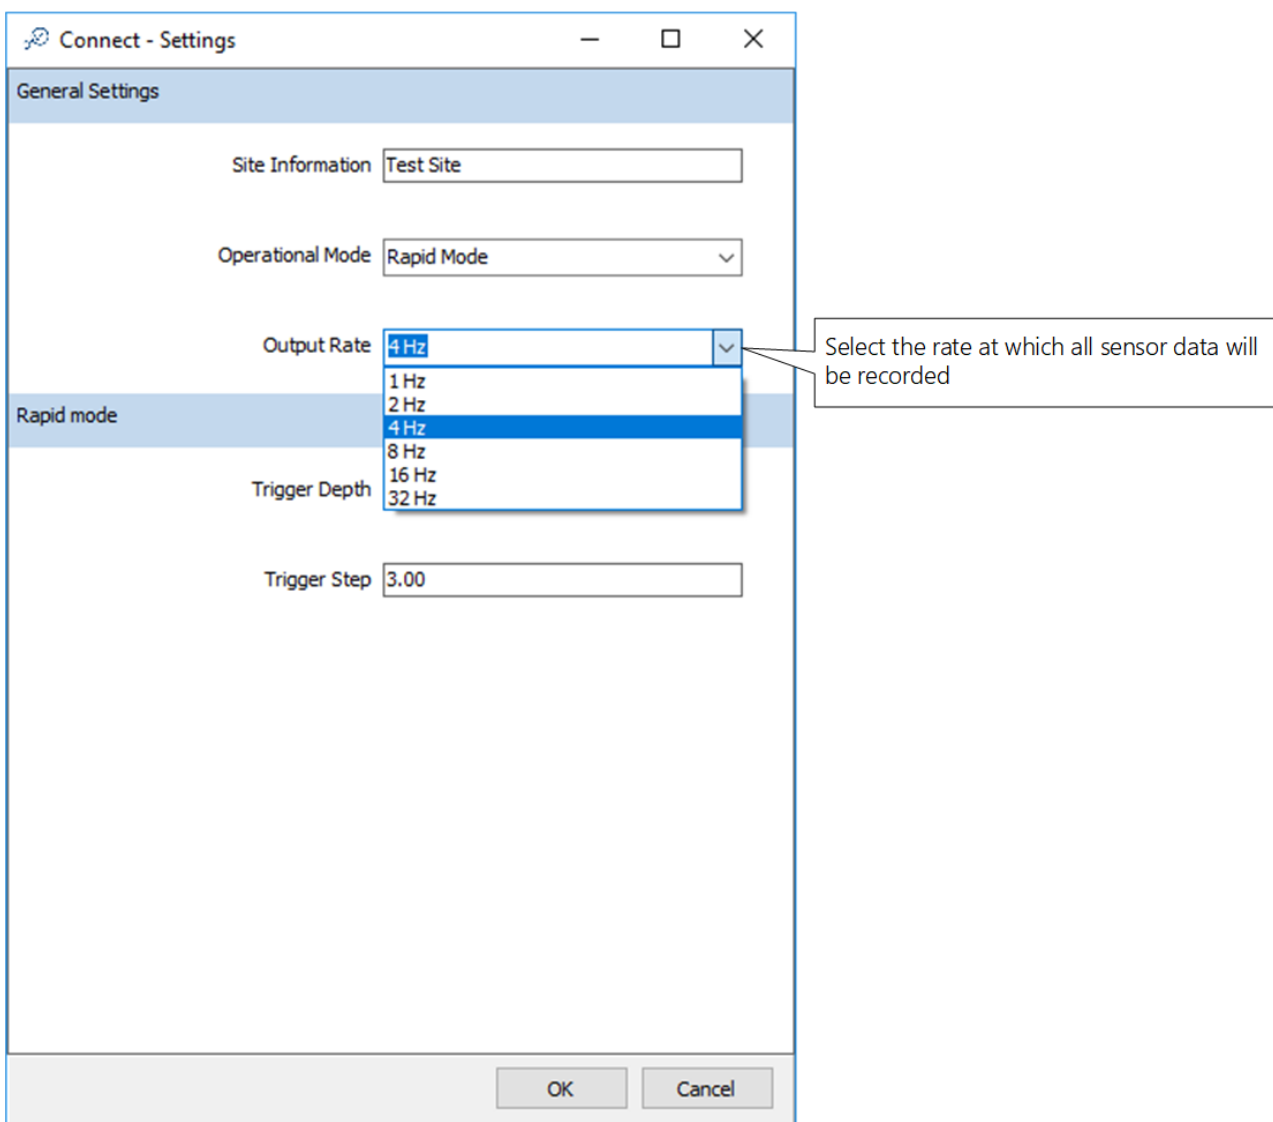 Connect - Settings
General Settings
Site Information Test Site
Operational Mode Rapid Mode
Output Rate 4 Hz
Select the rate at which all sensor data will
be recorded
1 Hz
2 Hz
4 Hz
8 Hz
16 Hz
32 Hz
Rapid mode
Trigger Depth
Trigger Step 3.00
OK Cancel